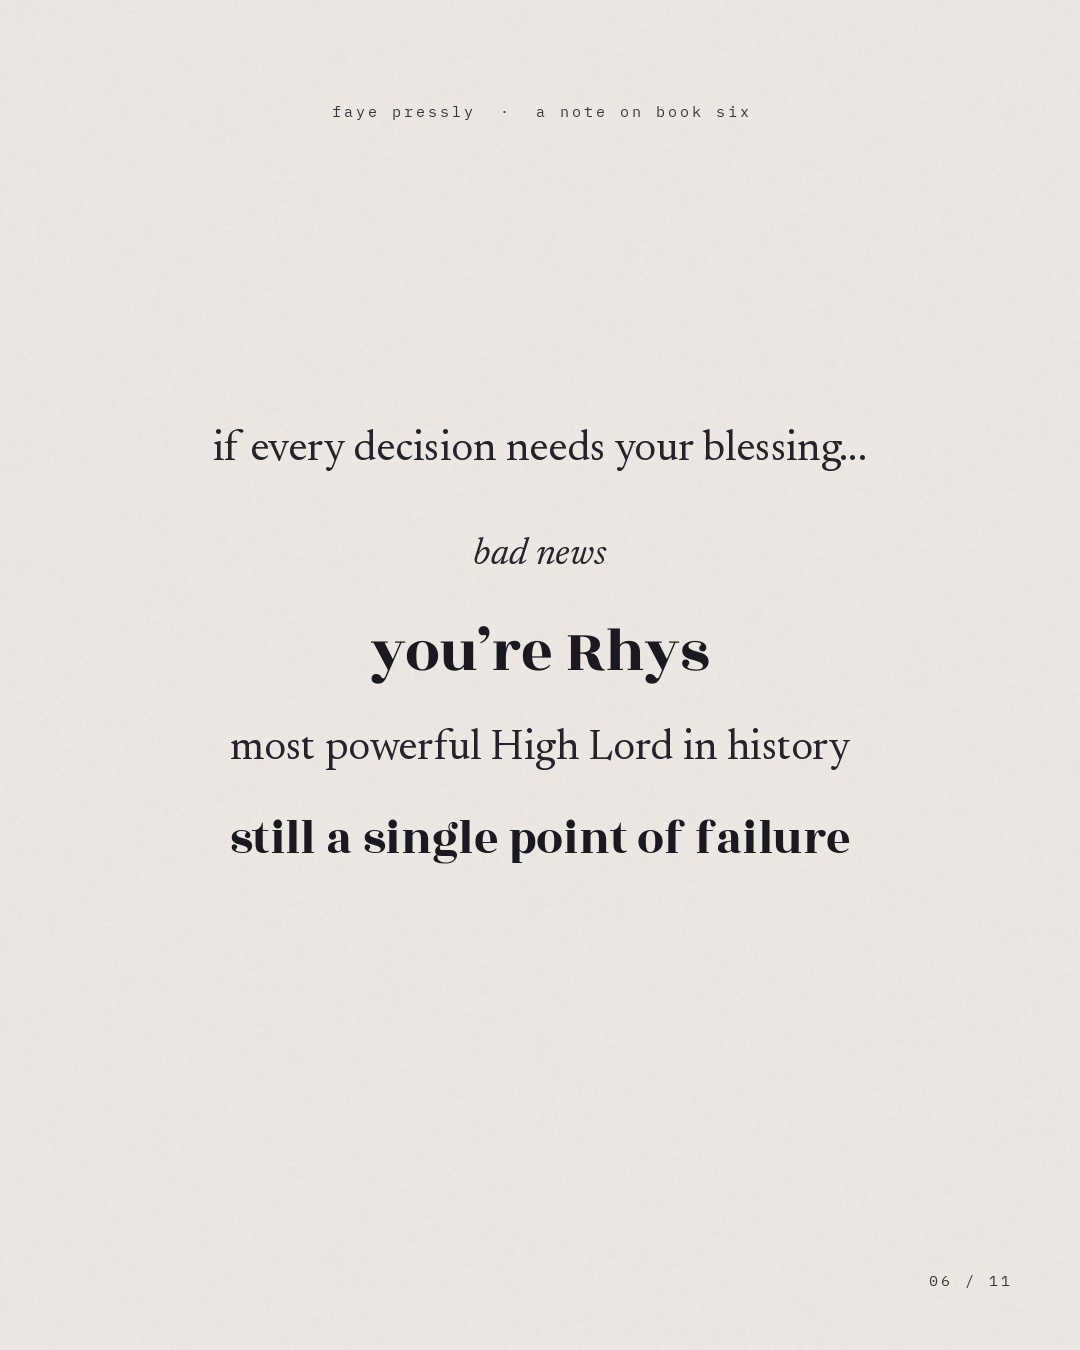 faye pressly · a note on book six
if every decision needs your blessing...
bad news
you’re Rhys
most powerful High Lord in history
still a single point of failure
06 / 11